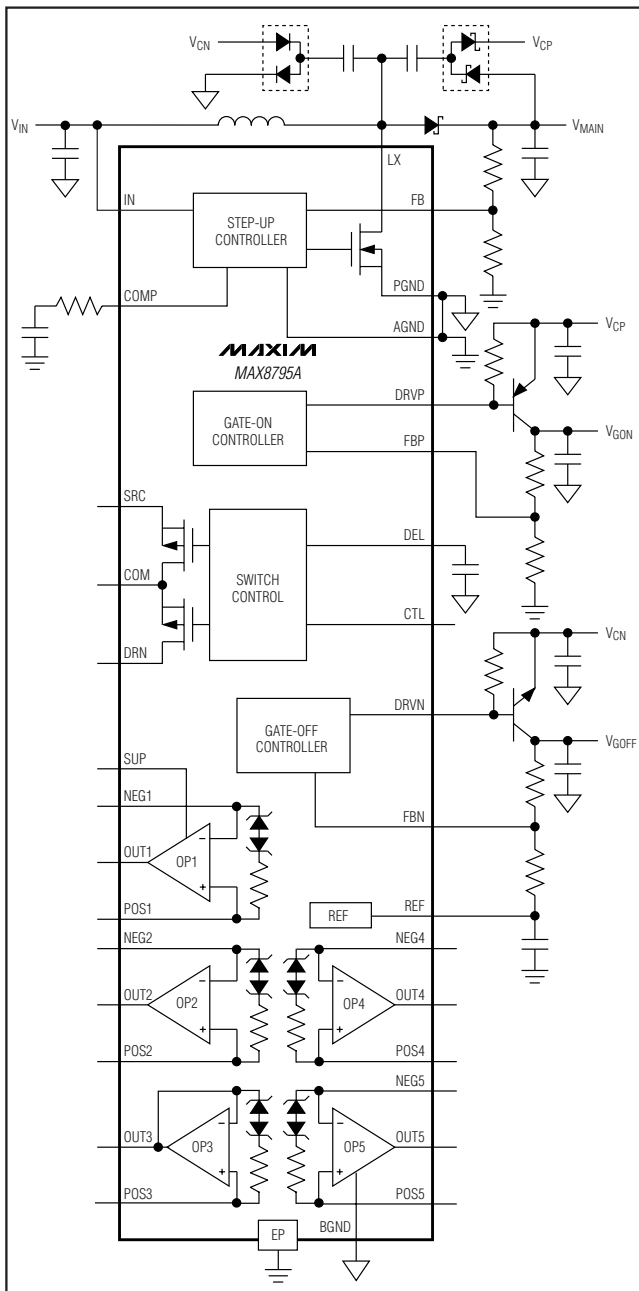 VCN
VCP
VIN
VMAIN
LX
IN
FB
STEP-UP
CONTROLLER
PGND
COMP
AGND
VCP
MAXIM
MAX8795A
DRVP
GATE-ON
CONTROLLER
VGON
FBP
SRC
DEL
COM
SWITCH
CONTROL
CTL
DRN
VCN
DRVN
GATE-OFF
CONTROLLER
VGOFF
SUP
NEG1
FBN
-
OUT1
OP1
+
REF
REF
POS1
NEG2
NEG4
-
-
OUT2
OP2
OP4
OUT4
+
+
POS2
POS4
NEG5
-
-
OUT3
OP3
OP5
OUT5
+
+
POS3
POS5
EP
BGND